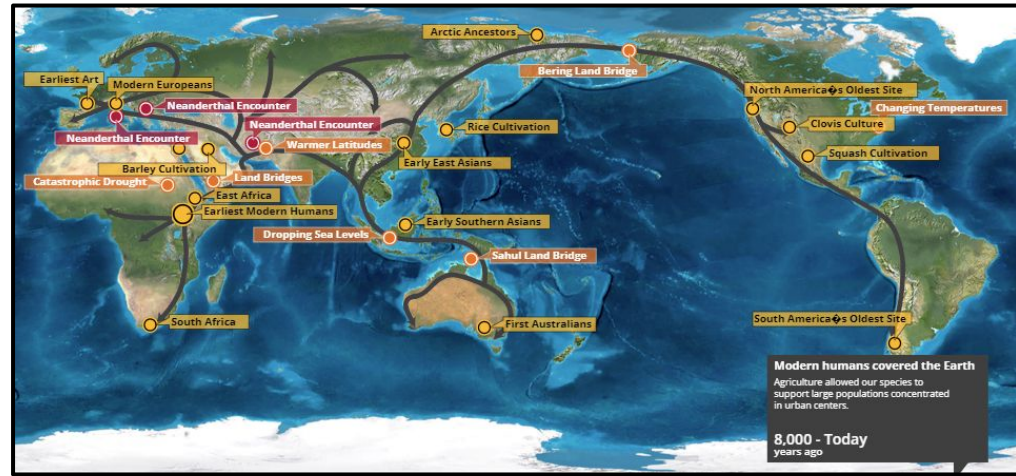 Arctic Ancestors
Bering Land Bridge
Earliest Art
Modern Europeans
North America�s Oldest Site
Neanderthal Encounter
Changing Temperatures
Neanderthal Encounter
Rice Cultivation
Clovis Culture
Neanderthal Encounter
Warmer Latitudes
Squash Cultivation
Early East Asians
Barley Cultivation
Catastrophic Drought
Land Bridges
East Africa
Earliest Modern Humans
Early Southern Asians
Dropping Sea Levels
Sahul Land Bridge
South Africa
First Australians
South America�s Oldest Site
Modern humans covered the Earth
Agriculture allowed our species to
support large populations concentrated
in urban centers.
8,000 - Today
years ago